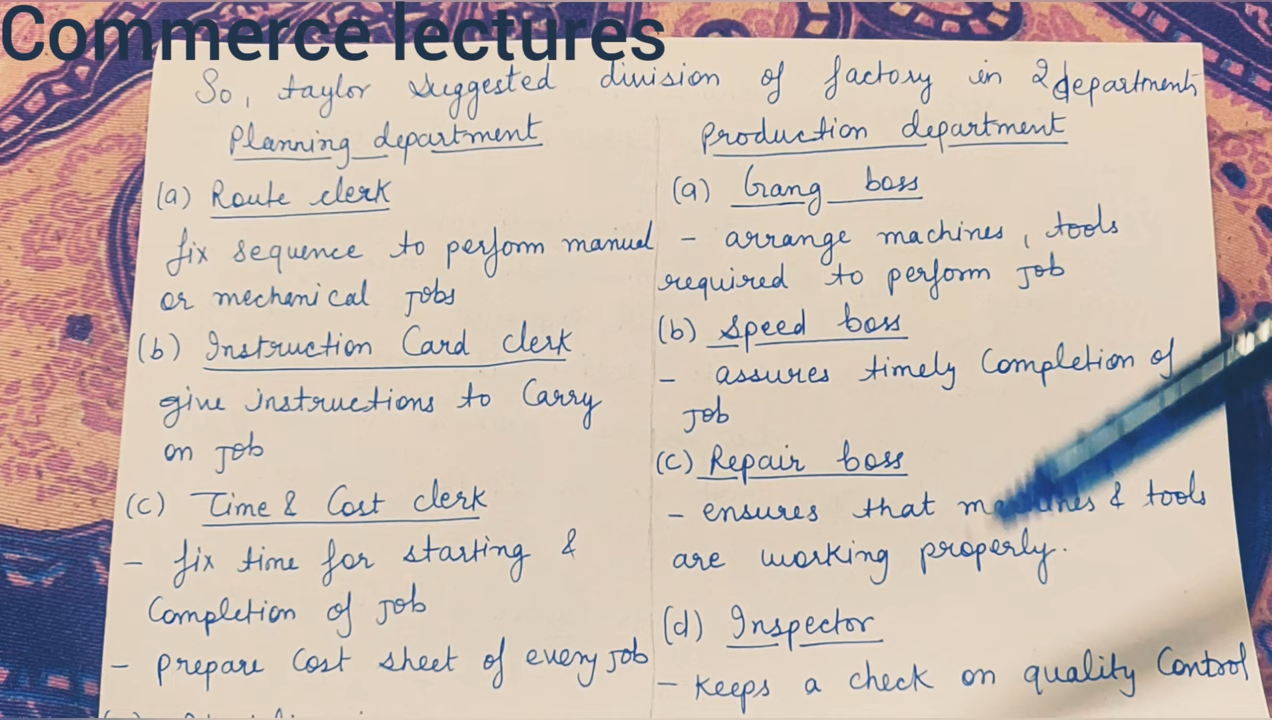 Commerce lectures
So, taylor suggested division of factory in 2 departments
Planning department
(a) Route clerk
fix sequence to perform manual
or mechanical jobs
(b) Instruction Card clerk
give instructions to Carry
on job
(c) Time & Cost clerk
- fix time for starting &
Completion of job
- prepare Cost sheet of every job
Production department
(a) Gang boss
- arrange machines, tools
required to perform job
(b) Speed boss
- assures timely Completion of
job
(c) Repair boss
- ensures that machines & tools
are working properly.
(d) Inspector
- keeps a check on quality Control